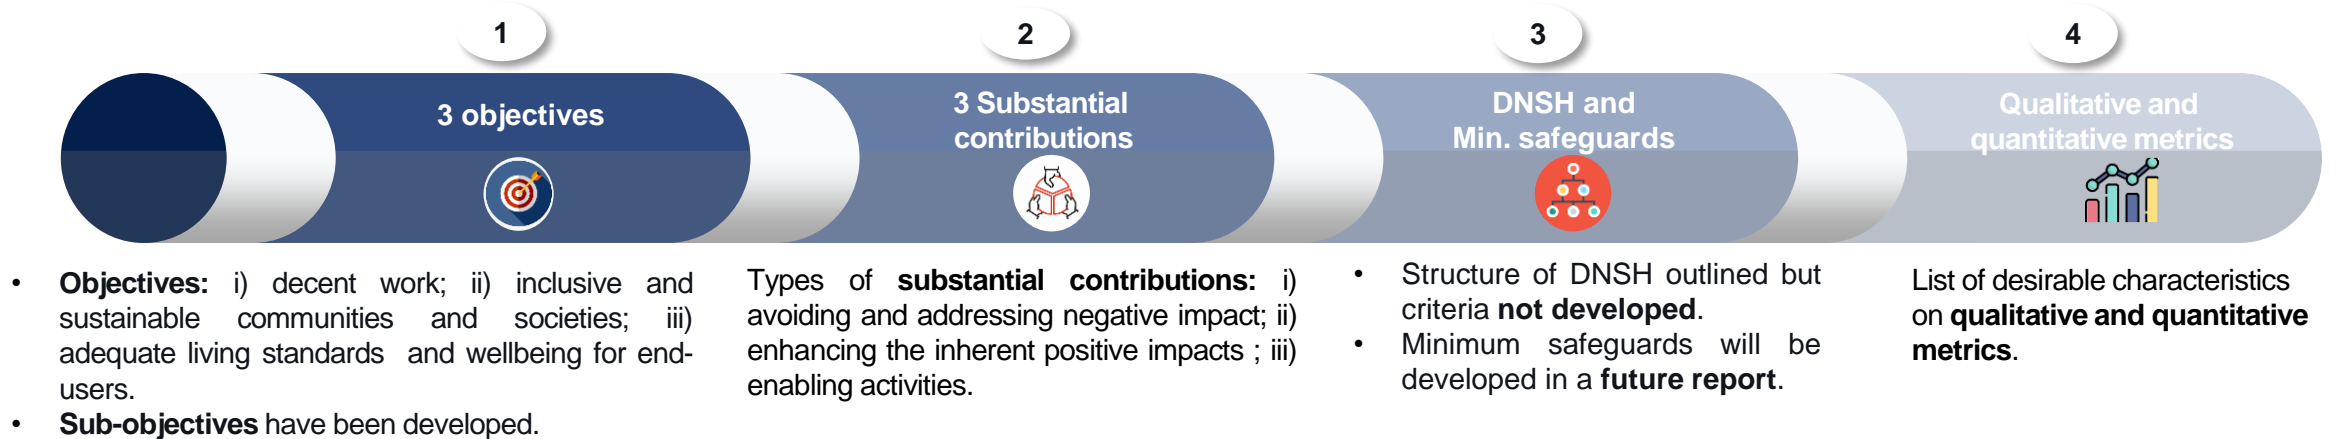 1
3 objectives
• Objectives: i) decent work; ii) inclusive and
sustainable communities and societies; iii)
adequate living standards and wellbeing for end-
users.
• Sub-objectives have been developed.
2
3 Substantial
contributions
Types of substantial contributions: i)
avoiding and addressing negative impact; ii)
enhancing the inherent positive impacts ; iii)
enabling activities.
3
DNSH and
Min. safeguards
• Structure of DNSH outlined but
criteria not developed.
• Minimum safeguards will be
developed in a future report.
4
Qualitative and
quantitative metrics
List of desirable characteristics
on qualitative and quantitative
metrics.